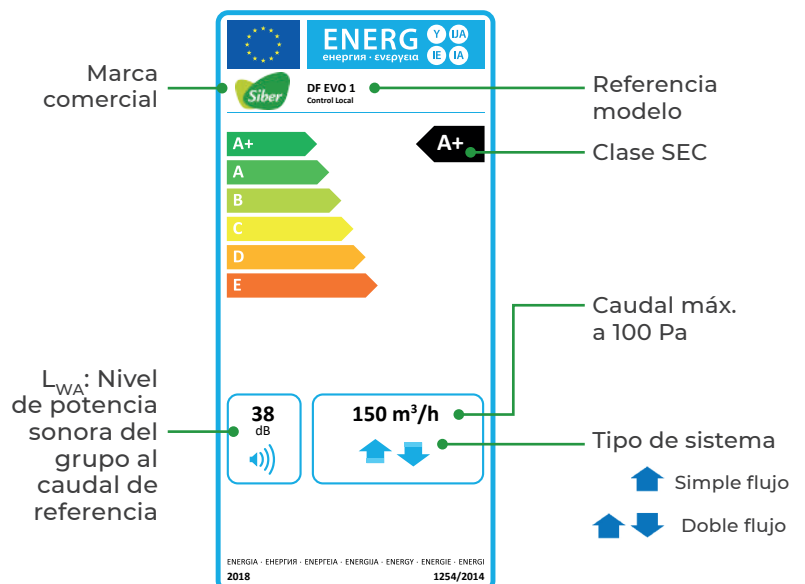 ENERG
енергия · ενεργεια
Y IJA
IE IA
Marca
comercial
Siber
DF EVO 1
Control Local
Referencia
modelo
A+
A+
Clase SEC
A
B
C
D
E
Caudal máx.
a 100 Pa
LWA: Nivel
de potencia
sonora del
grupo al
caudal de
referencia
38
dB
150 m³/h
Tipo de sistema
Simple flujo
Doble flujo
ENERGIA · ЕНЕРГИЯ · ΕΝΕΡΓΕΙΑ · ENERGIJA · ENERGY · ENERGIE · ENERGI
2018
1254/2014